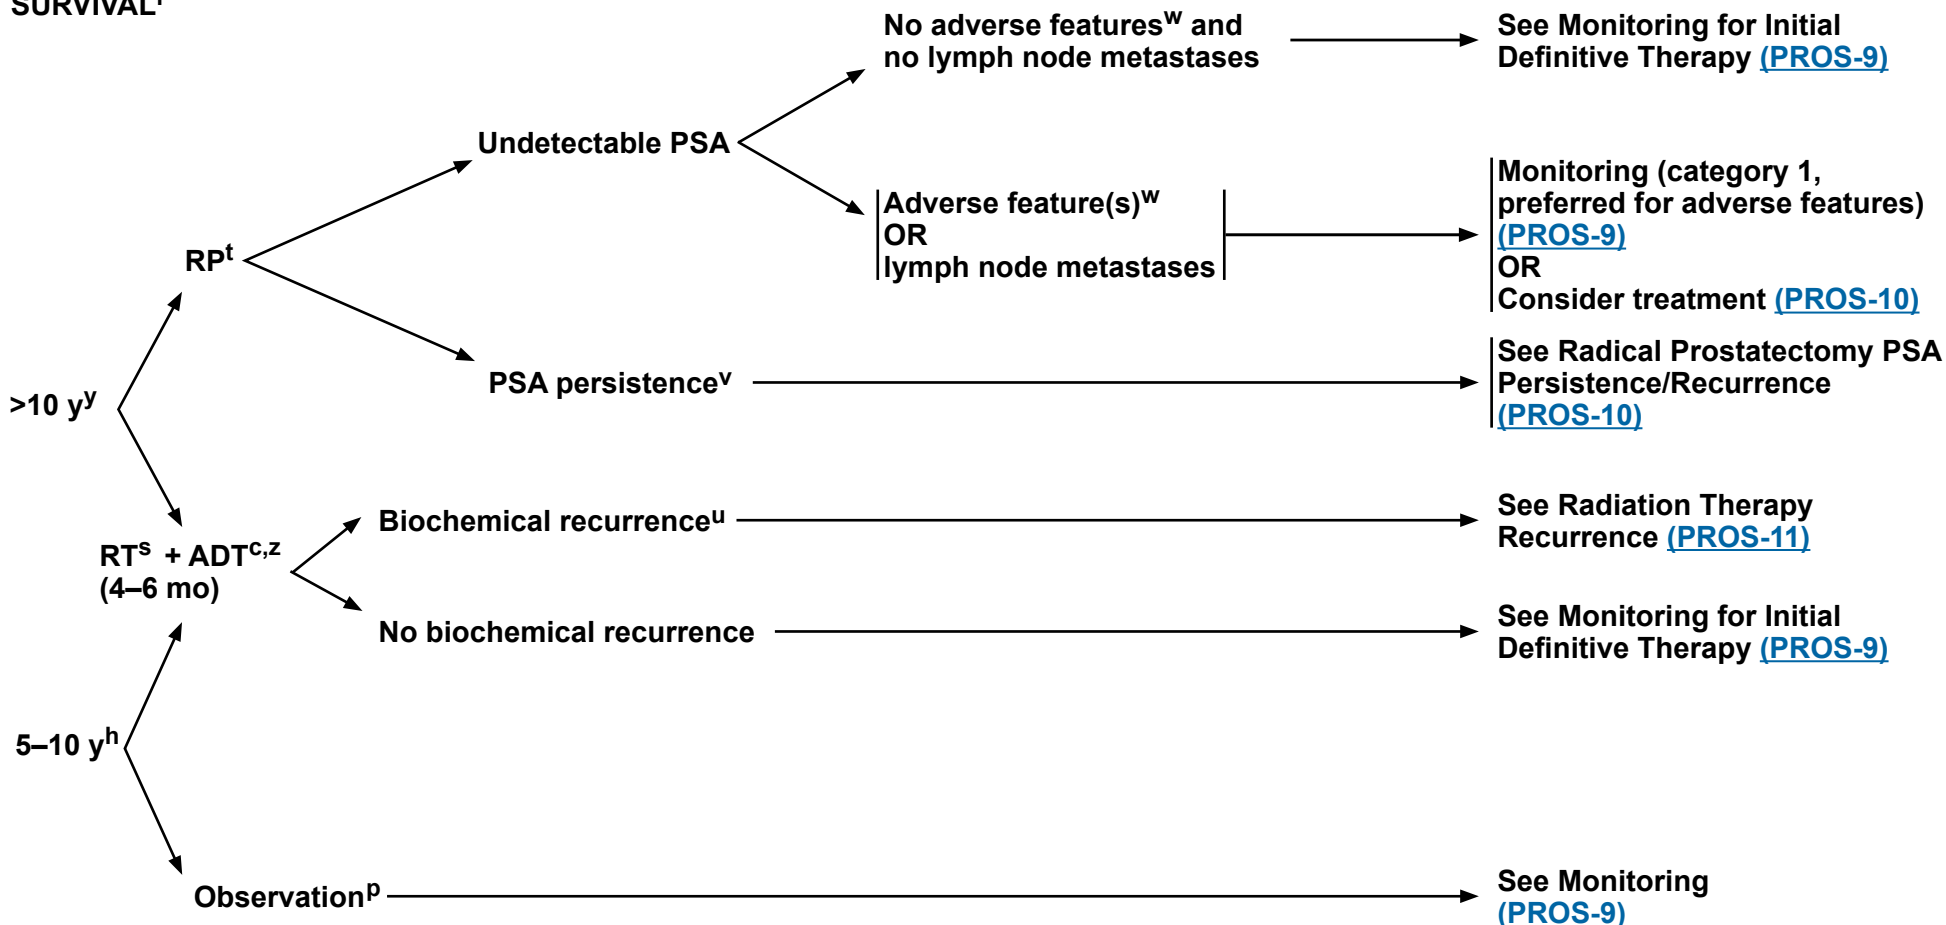 SURVIVAL
No adverse features^w and
no lymph node metastases
See Monitoring for Initial
Definitive Therapy (PROS-9)
Undetectable PSA
Adverse feature(s)^w
OR
lymph node metastases
Monitoring (category 1,
preferred for adverse features)
(PROS-9)
OR
Consider treatment (PROS-10)
RP^t
PSA persistence^v
See Radical Prostatectomy PSA
Persistence/Recurrence
(PROS-10)
>10 y^y
Biochemical recurrence^u
See Radiation Therapy
Recurrence (PROS-11)
RT^s + ADT^c,z
(4–6 mo)
No biochemical recurrence
See Monitoring for Initial
Definitive Therapy (PROS-9)
5–10 y^h
Observation^p
See Monitoring
(PROS-9)